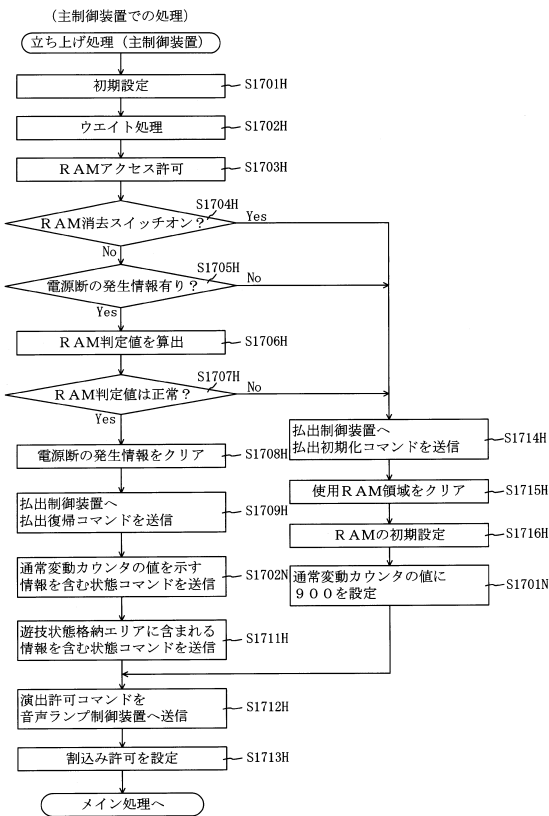 (主制御装置での処理)
立ち上げ処理(主制御装置)
初期設定
S1701H
ウエイト処理
S1702H
RAMアクセス許可
S1703H
S1704H
RAM消去スイッチオン?
Yes
No
S1705H
電源断の発生情報有り?
No
Yes
RAM判定値を算出
S1706H
S1707H
RAM判定値は正常?
No
Yes
電源断の発生情報をクリア
S1708H
払出制御装置へ
払出復帰コマンドを送信
S1709H
通常変動カウンタの値を示す
情報を含む状態コマンドを送信
S1702N
遊技状態格納エリアに含まれる
情報を含む状態コマンドを送信
S1711H
払出制御装置へ
払出初期化コマンドを送信
S1714H
使用RAM領域をクリア
S1715H
RAMの初期設定
S1716H
通常変動カウンタの値に
900を設定
S1701N
演出許可コマンドを
音声ランプ制御装置へ送信
S1712H
割込み許可を設定
S1713H
メイン処理へ